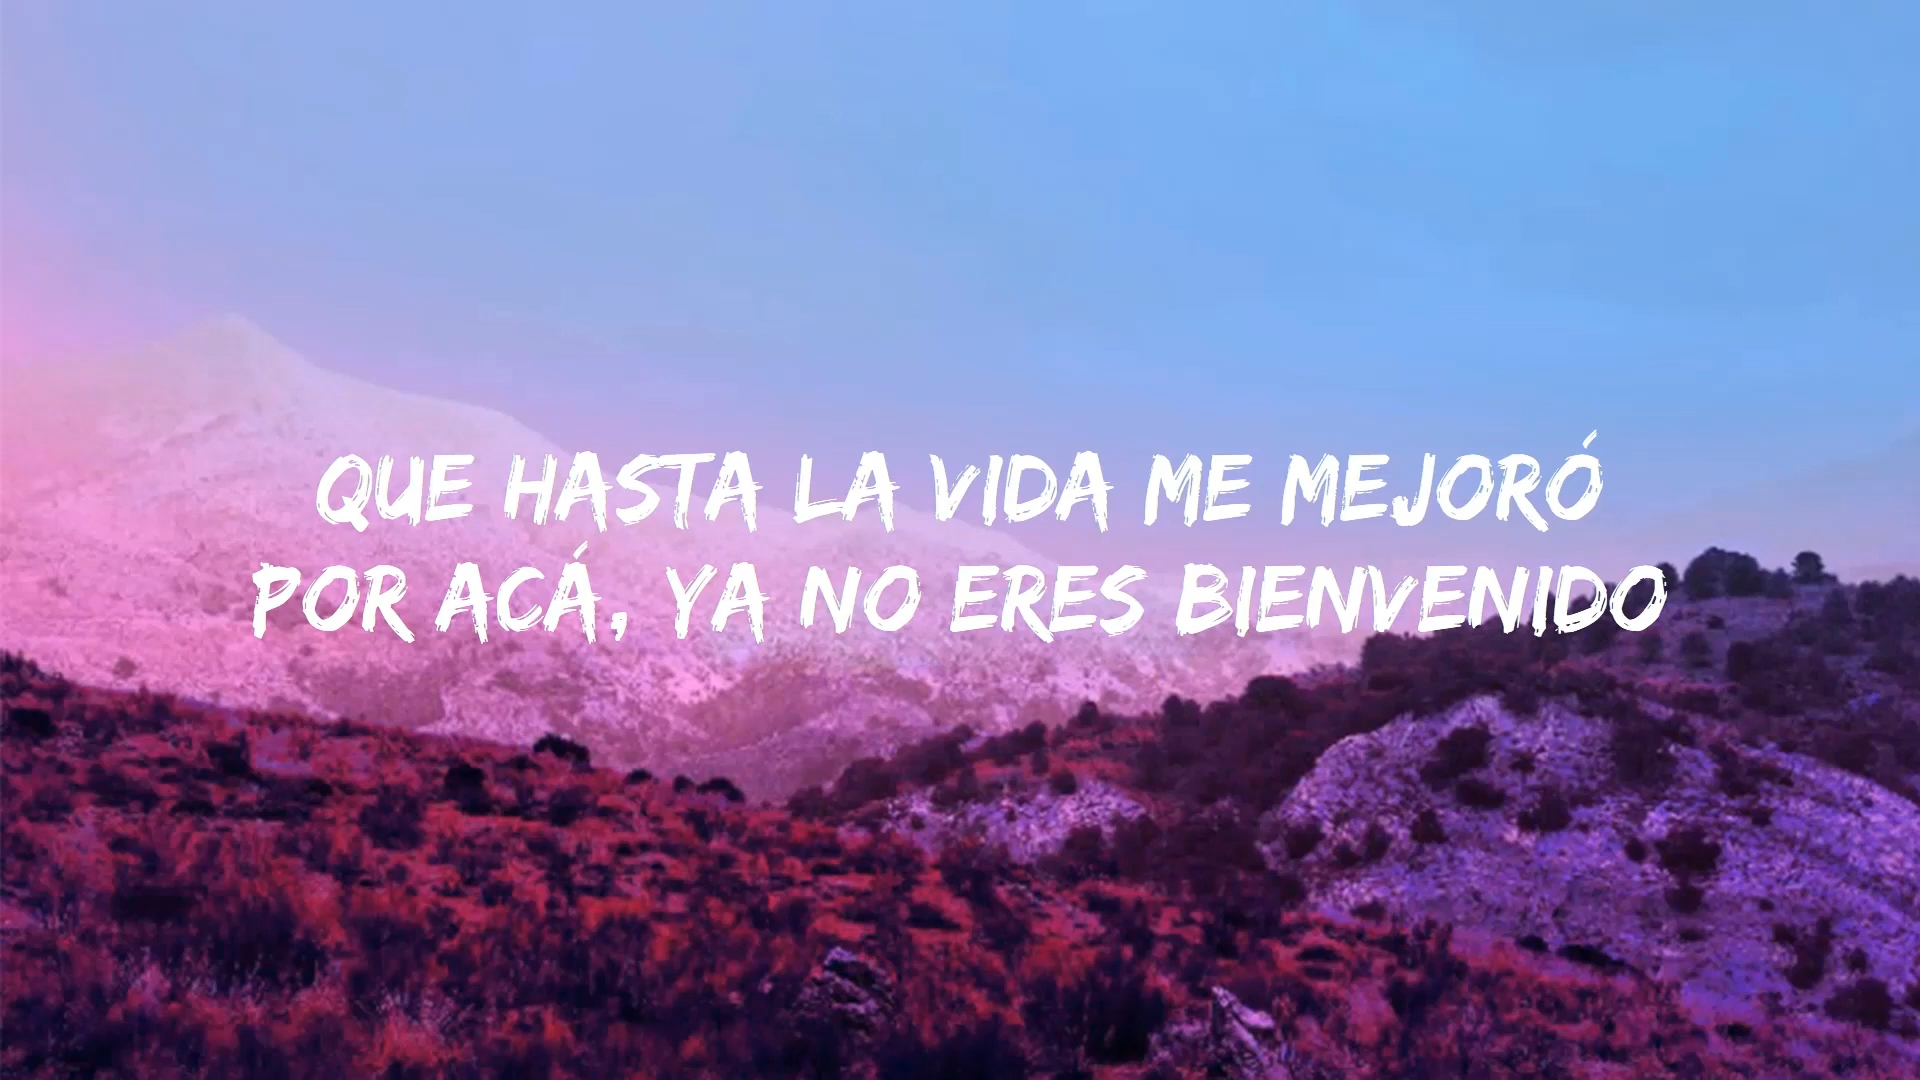 QUE HASTA LA VIDA ME MEJORÓ
POR ACÁ, YA NO ERES BIENVENIDO